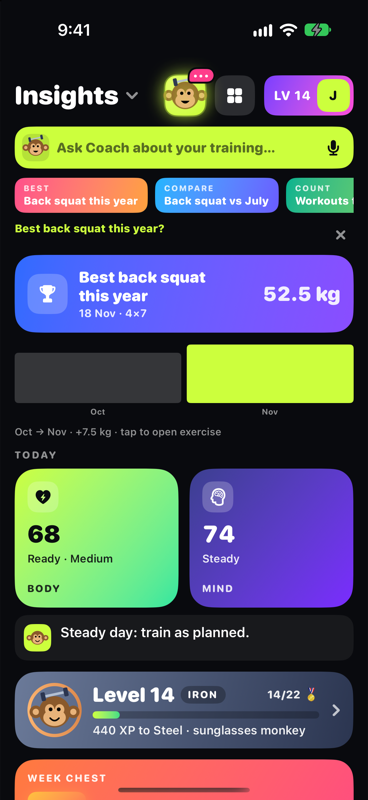 9:41
Insights
LV 14 J
Ask Coach about your training...
BEST
Back squat this year
COMPARE
Back squat vs July
COUNT
Workouts
Best back squat this year?
Best back squat
this year
18 Nov · 4×7
52.5 kg
Oct
Nov
Oct → Nov · +7.5 kg · tap to open exercise
TODAY
68
Ready · Medium
BODY
74
Steady
MIND
Steady day: train as planned.
Level 14 IRON 14/22
440 XP to Steel · sunglasses monkey
WEEK CHEST